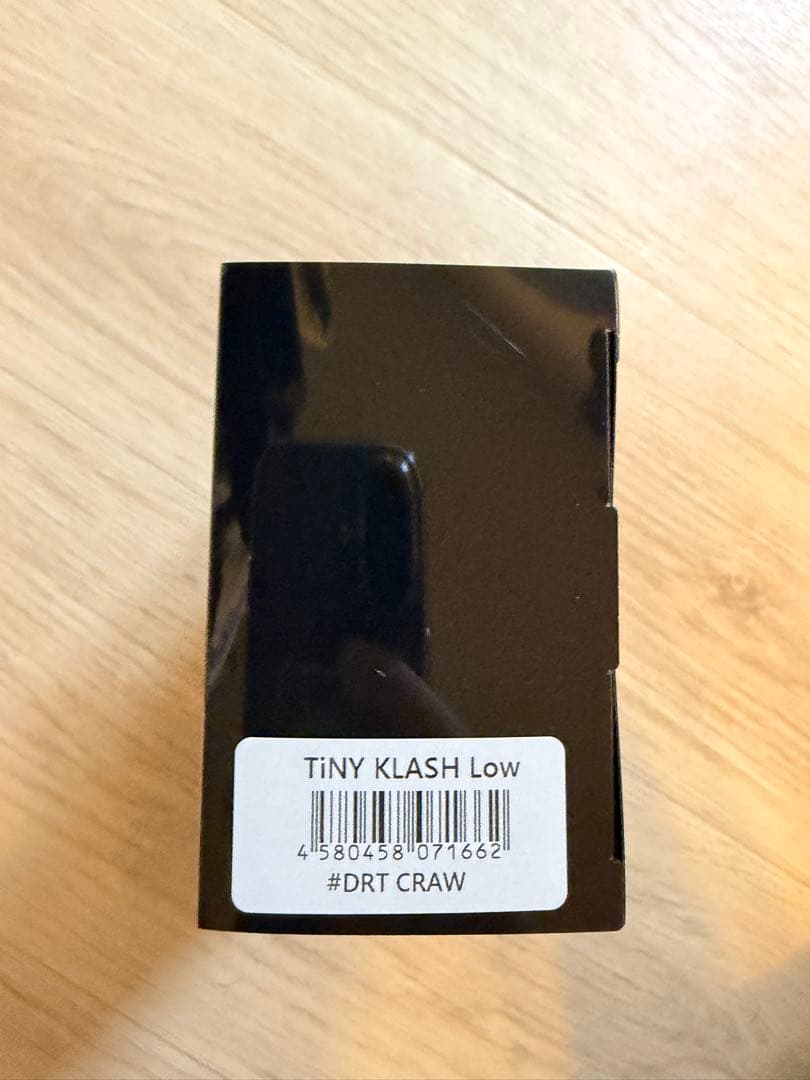 TiNY KLASH Low
4 580458 071662
#DRT CRAW